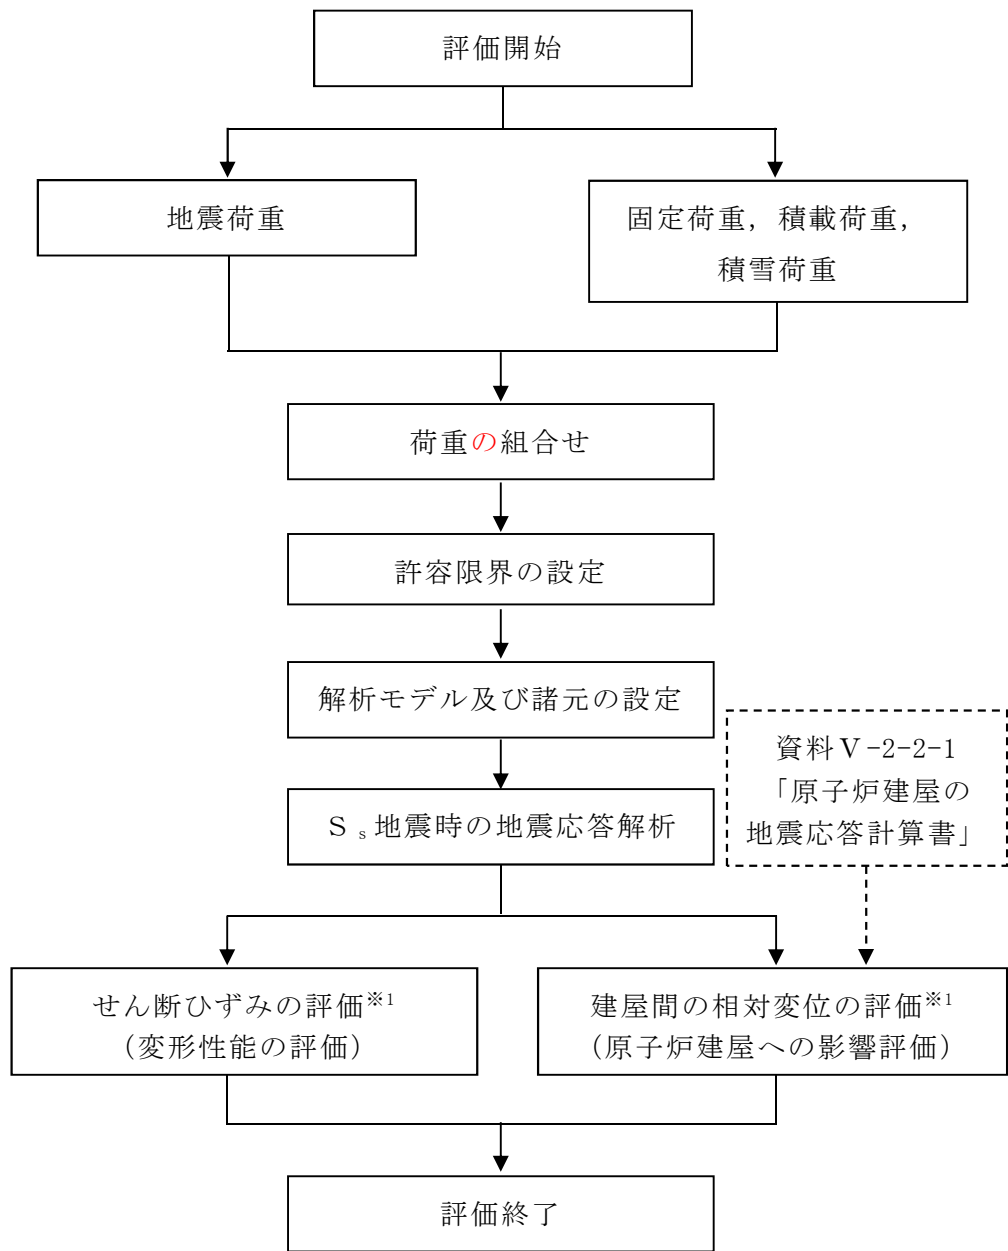 評価開始
地震荷重
固定荷重，積載荷重，
積雪荷重
荷重の組合せ
許容限界の設定
解析モデル及び諸元の設定
資料Ⅴ-2-2-1
「原子炉建屋の
地震応答計算書」
Ｓｓ地震時の地震応答解析
せん断ひずみの評価※1
（変形性能の評価）
建屋間の相対変位の評価※1
（原子炉建屋への影響評価）
評価終了